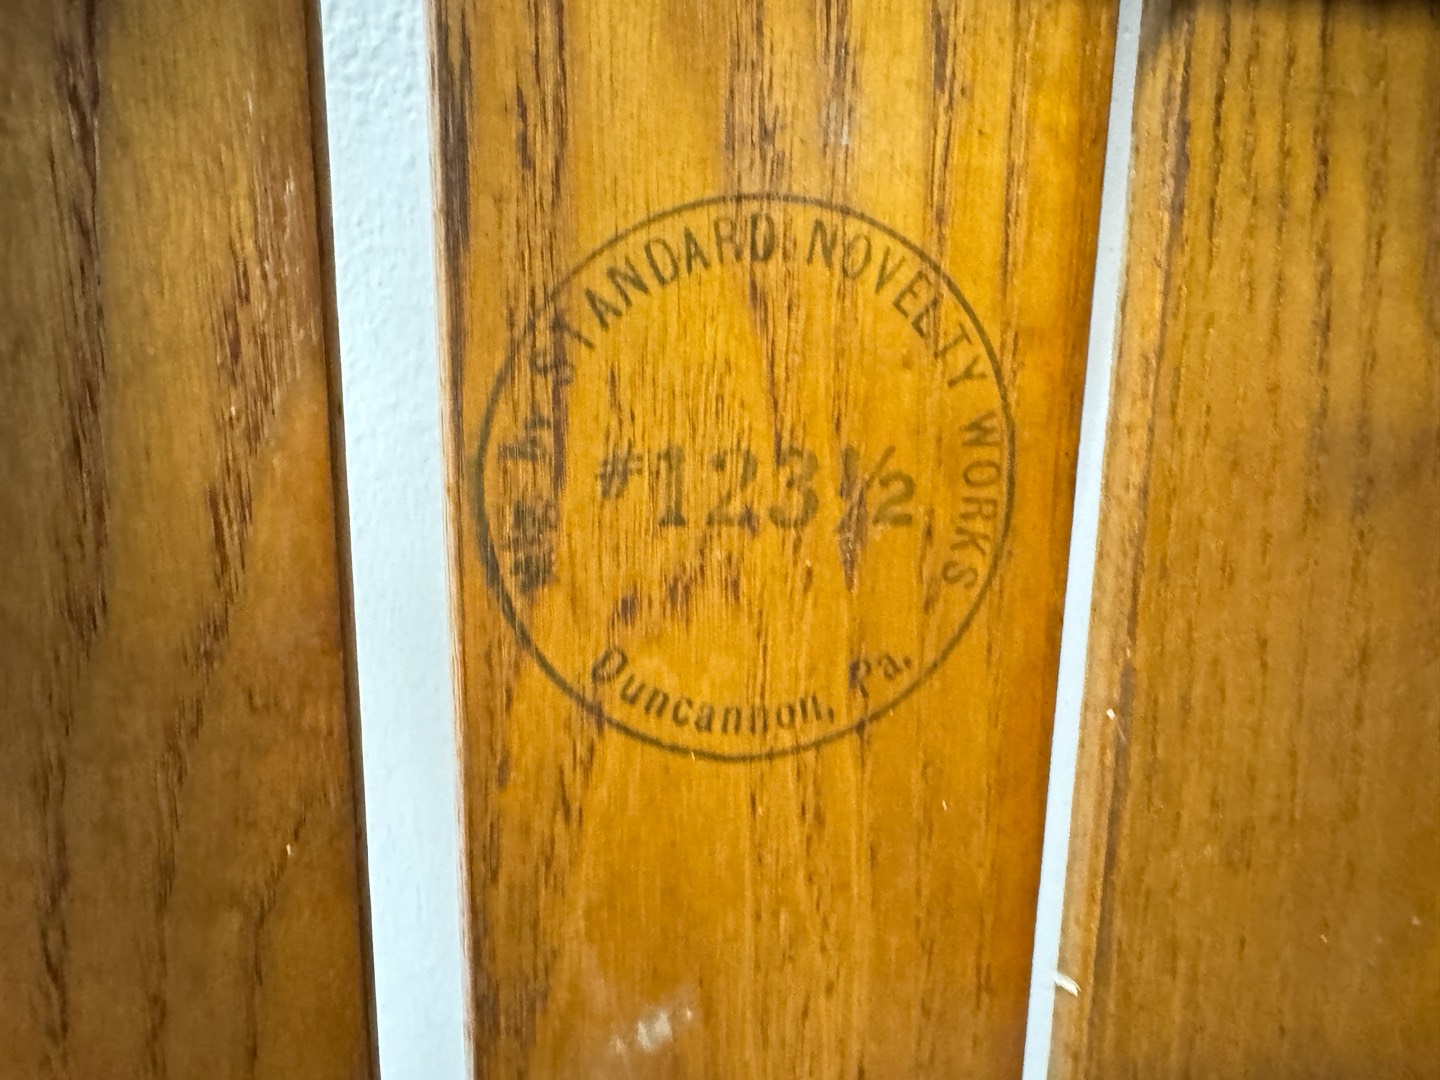 STANDARD NOVELTY WORKS
#123½
Duncannon, Pa.